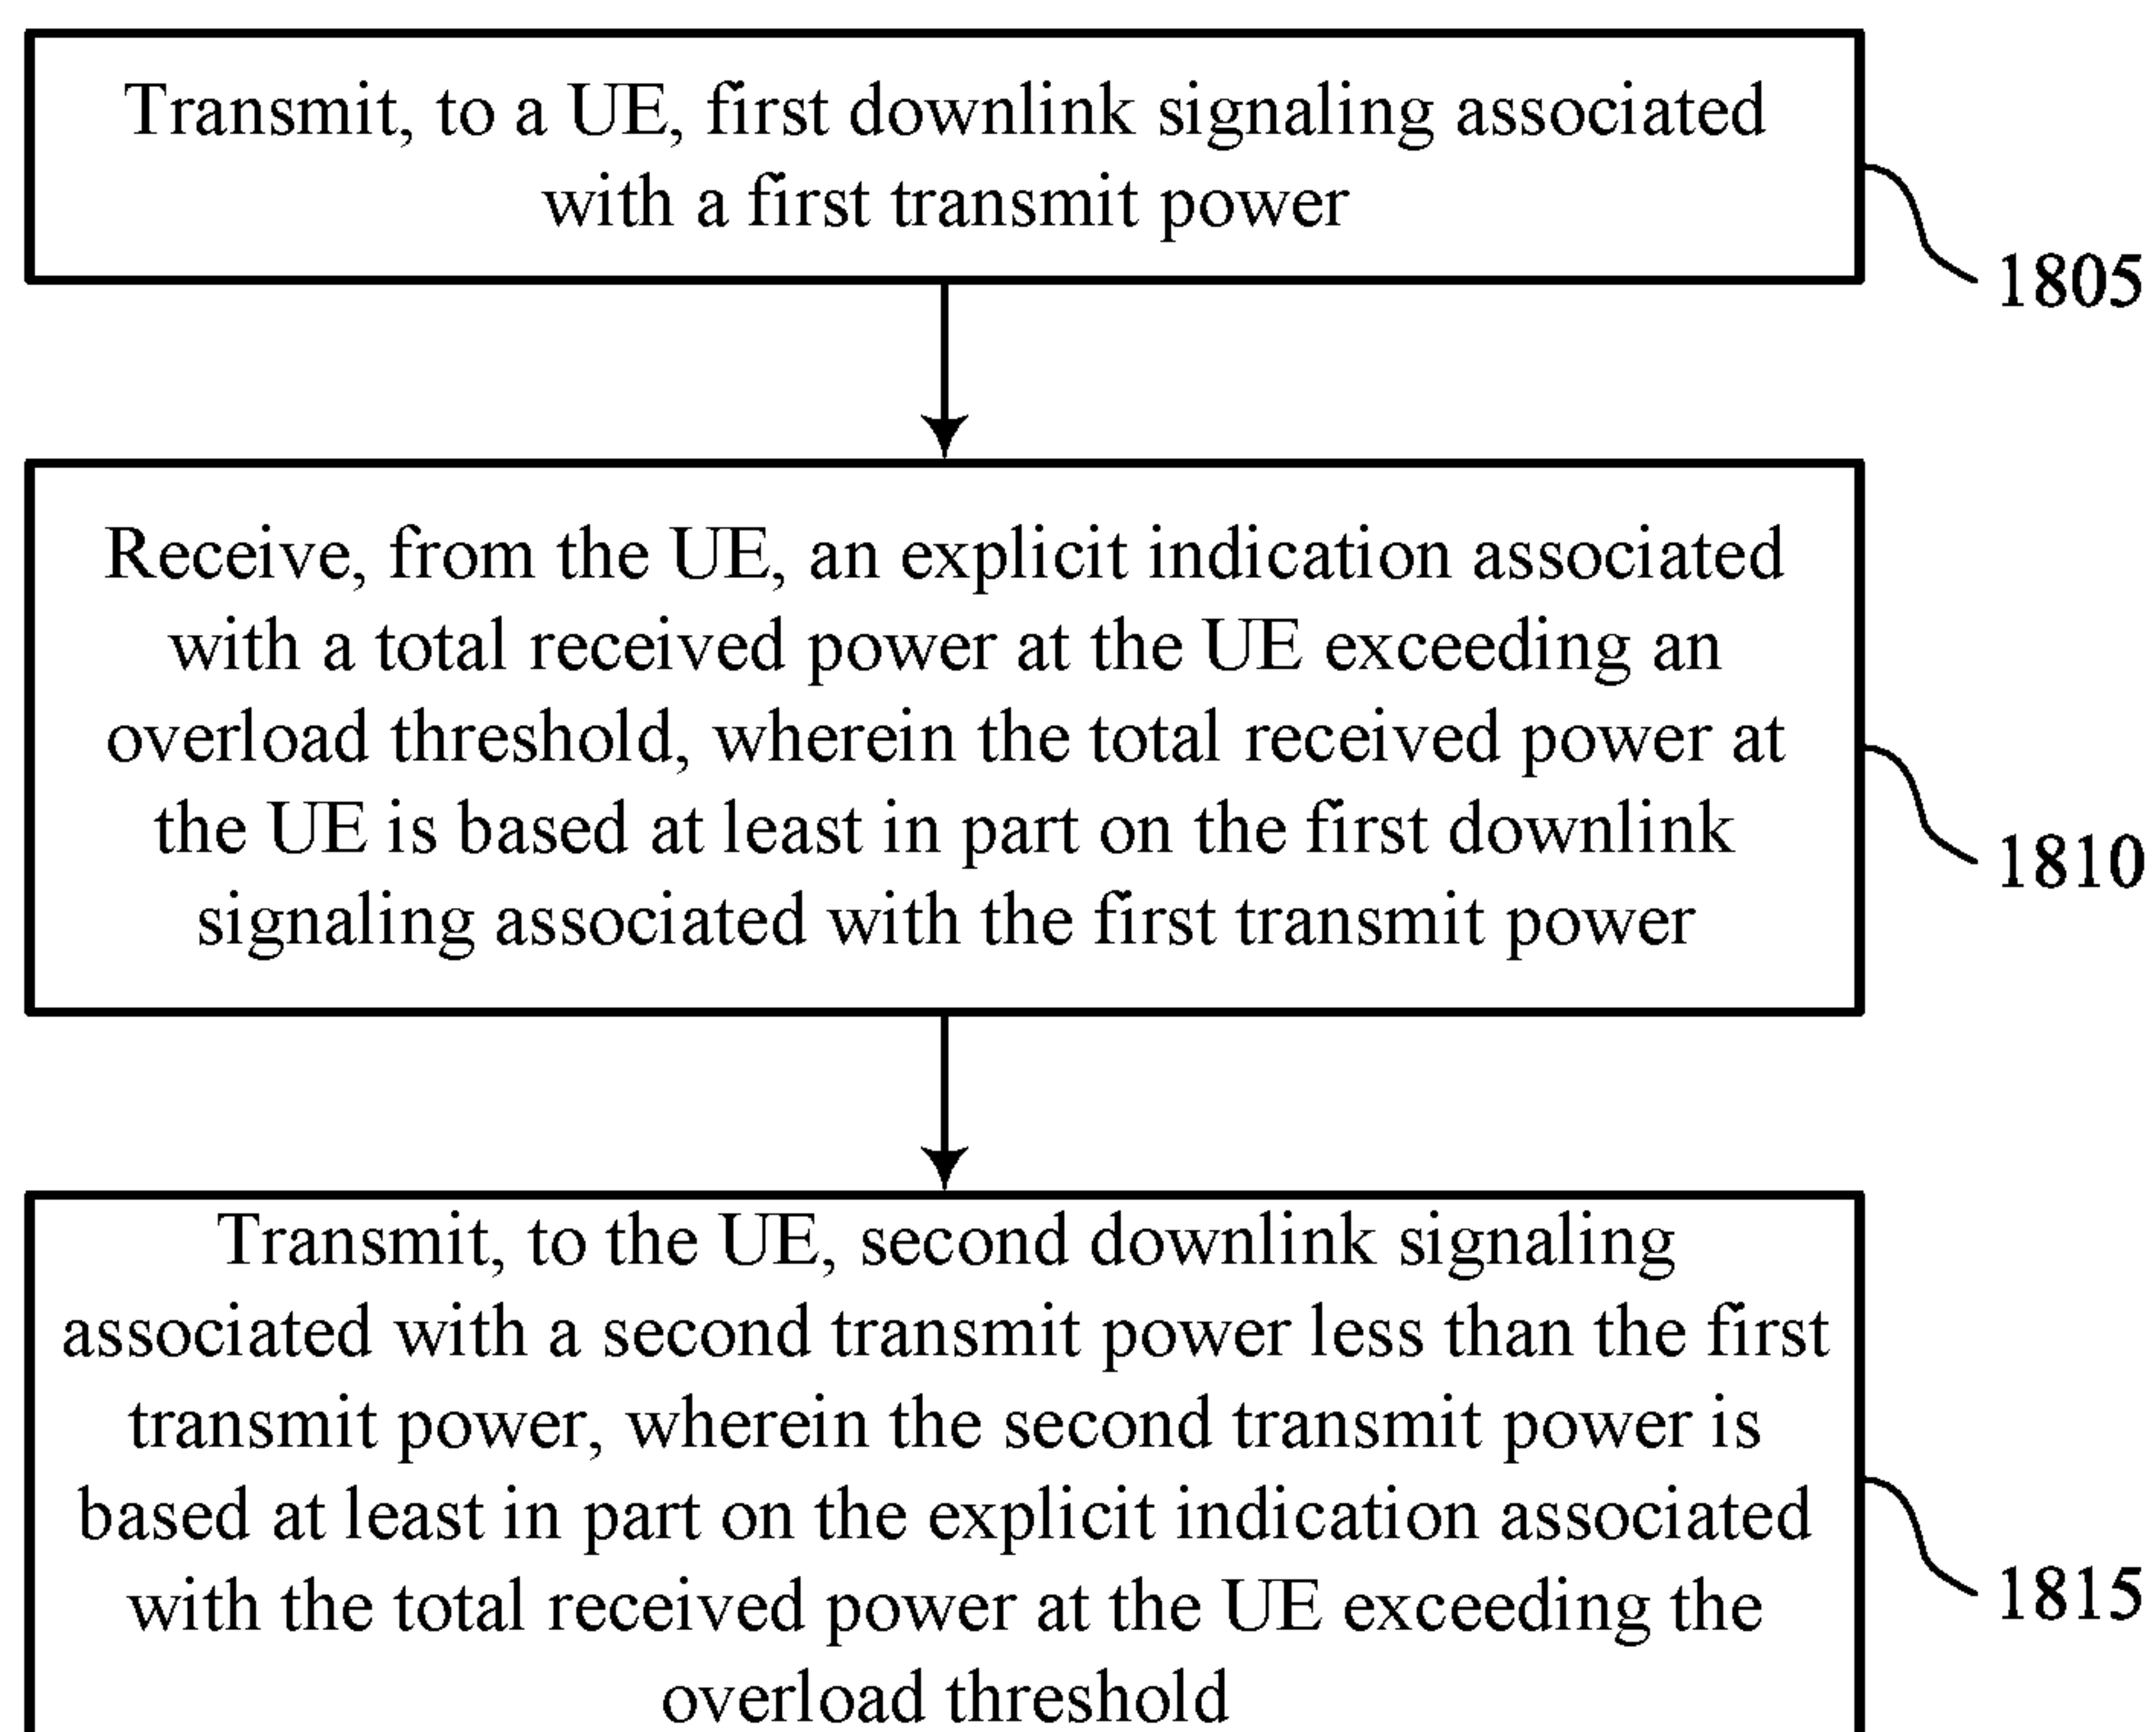 Transmit, to a UE, first downlink signaling associated
with a first transmit power
1805
Receive, from the UE, an explicit indication associated
with a total received power at the UE exceeding an
overload threshold, wherein the total received power at
the UE is based at least in part on the first downlink
signaling associated with the first transmit power
1810
Transmit, to the UE, second downlink signaling
associated with a second transmit power less than the first
transmit power, wherein the second transmit power is
based at least in part on the explicit indication associated
with the total received power at the UE exceeding the
overload threshold
1815